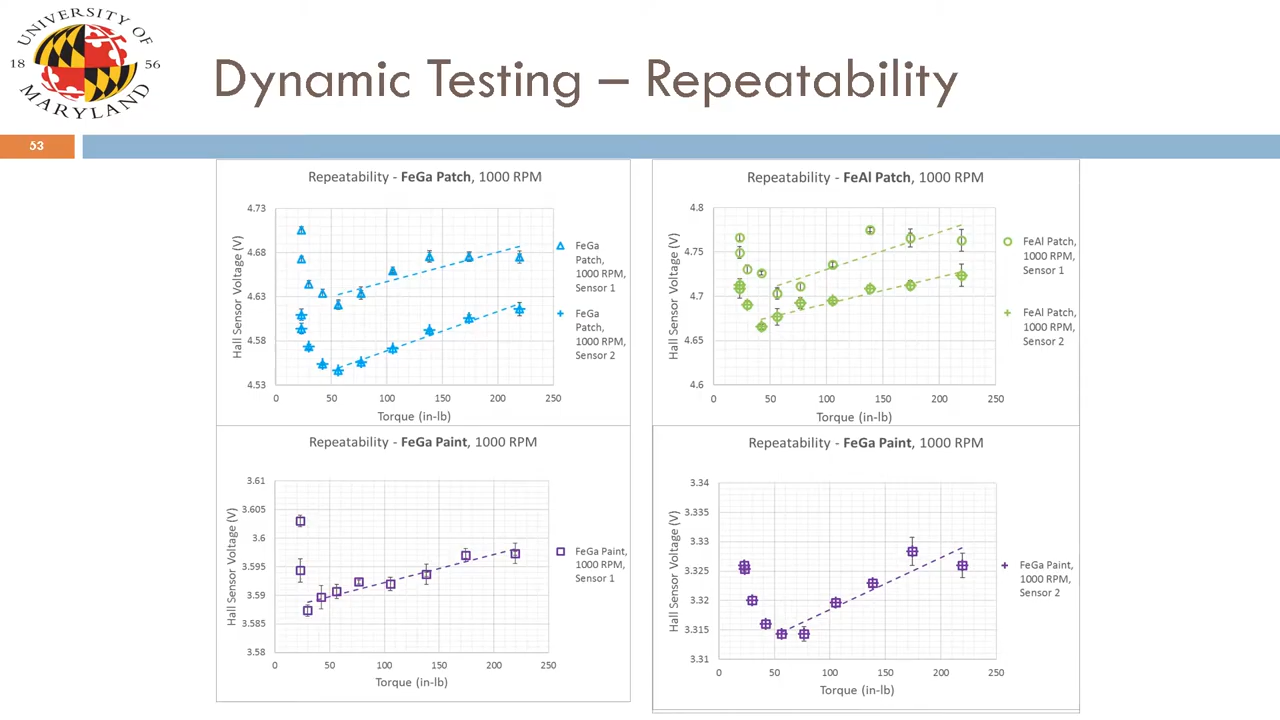 UNIVERSITY OF
18 56
MARYLAND
Dynamic Testing – Repeatability
53
Repeatability - FeGa Patch, 1000 RPM
Hall Sensor Voltage (V)
4.73
4.68
4.63
4.58
4.53
0 50 100 150 200 250
Torque (in-lb)
FeGa
Patch,
1000 RPM,
Sensor 1
FeGa
Patch,
1000 RPM,
Sensor 2
Repeatability - FeAl Patch, 1000 RPM
Hall Sensor Voltage (V)
4.8
4.75
4.7
4.65
4.6
0 50 100 150 200 250
Torque (in-lb)
FeAl Patch,
1000 RPM,
Sensor 1
FeAl Patch,
1000 RPM,
Sensor 2
Repeatability - FeGa Paint, 1000 RPM
Hall Sensor Voltage (V)
3.61
3.605
3.6
3.595
3.59
3.585
3.58
0 50 100 150 200 250
Torque (in-lb)
FeGa Paint,
1000 RPM,
Sensor 1
Repeatability - FeGa Paint, 1000 RPM
Hall Sensor Voltage (V)
3.34
3.335
3.33
3.325
3.32
3.315
3.31
0 50 100 150 200 250
Torque (in-lb)
FeGa Paint,
1000 RPM,
Sensor 2